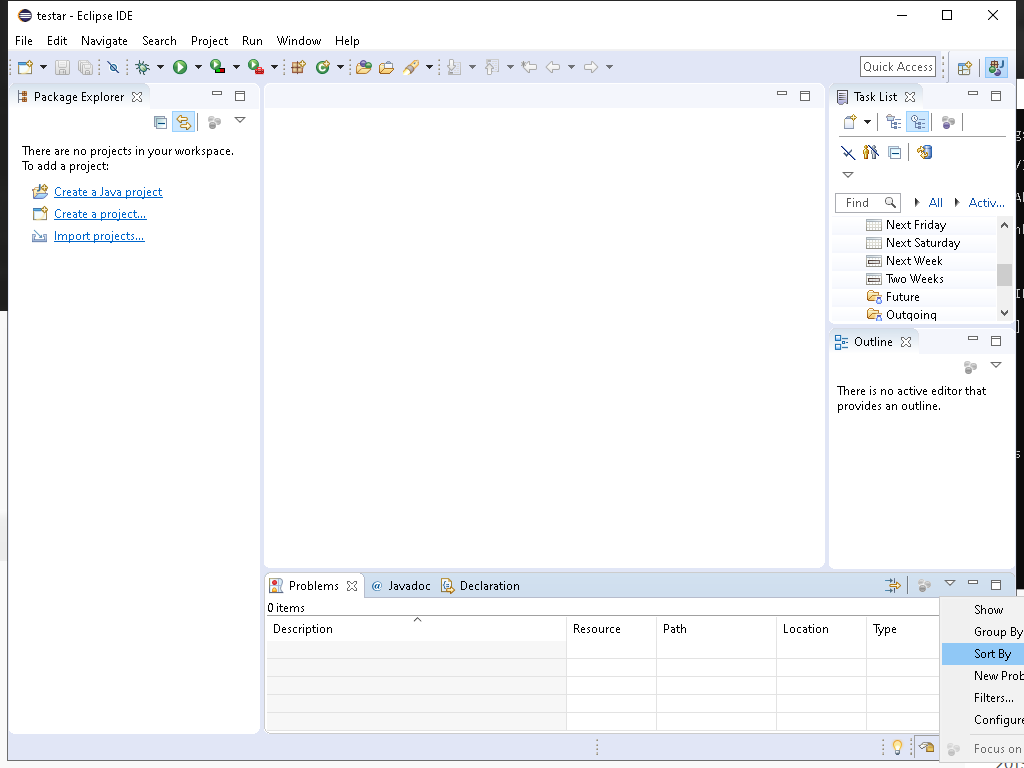 testar - Eclipse IDE
File Edit Navigate Search Project Run Window Help
Quick Access
Package Explorer
There are no projects in your workspace.
To add a project:
Create a Java project
Create a project...
Import projects...
Task List
Find All Activ...
Next Friday
Next Saturday
Next Week
Two Weeks
Future
Outgoing
Outline
There is no active editor that
provides an outline.
Problems @ Javadoc Declaration
0 items
Description Resource Path Location Type
Show
Group By
Sort By
New Prob
Filters...
Configure
Focus on